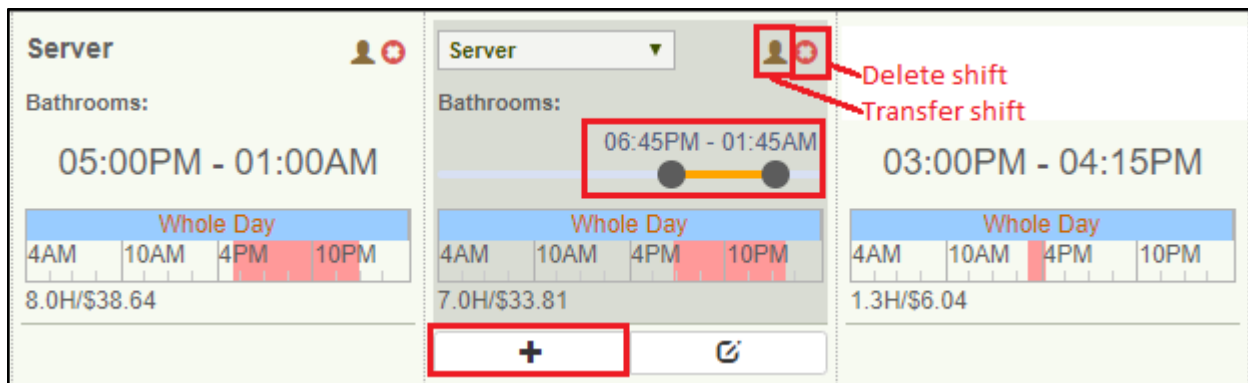 Server
Bathrooms:
05:00PM - 01:00AM
Whole Day
4AM 10AM 4PM 10PM
8.0H/$38.64
Server
Bathrooms:
06:45PM - 01:45AM
Whole Day
4AM 10AM 4PM 10PM
7.0H/$33.81
Delete shift
Transfer shift
03:00PM - 04:15PM
Whole Day
4AM 10AM 4PM 10PM
1.3H/$6.04